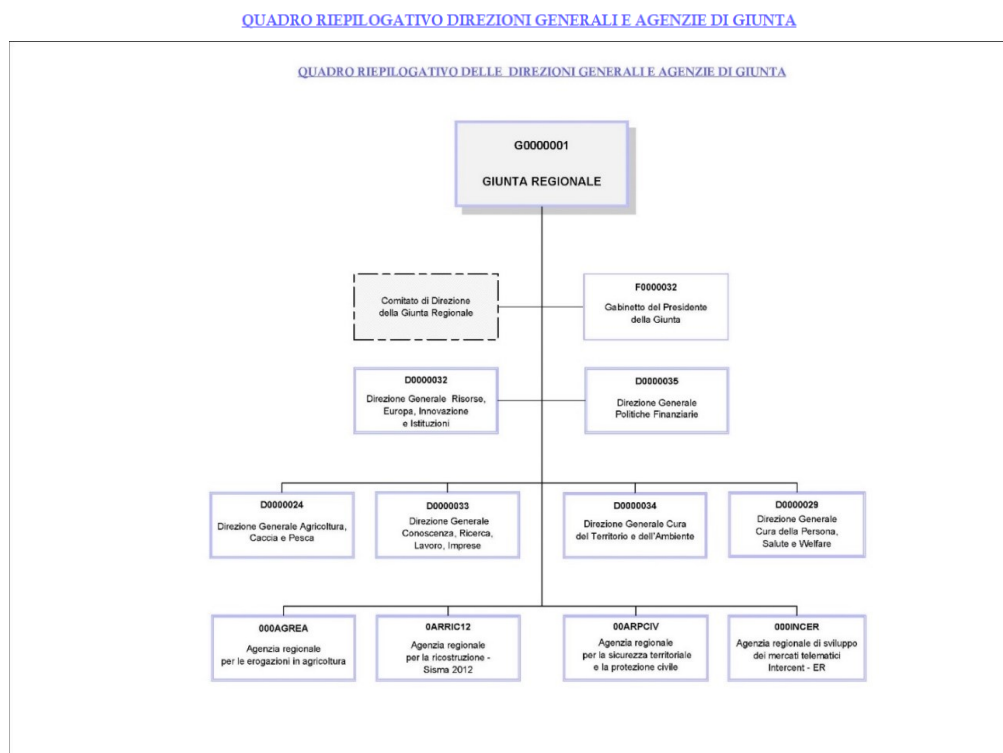 QUADRO RIEPILOGATIVO DIREZIONI GENERALI E AGENZIE DI GIUNTA
QUADRO RIEPILOGATIVO DELLE DIREZIONI GENERALI E AGENZIE DI GIUNTA
G0000001
GIUNTA REGIONALE
Comitato di Direzione
della Giunta Regionale
F0000032
Gabinetto del Presidente
della Giunta
D0000032
Direzione Generale Risorse,
Europa, Innovazione
e Istituzioni
D0000035
Direzione Generale
Politiche Finanziarie
D0000024
Direzione Generale Agricoltura,
Caccia e Pesca
D0000033
Direzione Generale
Conoscenza, Ricerca,
Lavoro, Imprese
D0000034
Direzione Generale Cura
del Territorio e dell'Ambiente
D0000029
Direzione Generale
Cura della Persona,
Salute e Welfare
000AGREA
Agenzia regionale
per le erogazioni in agricoltura
0ARRIC12
Agenzia regionale
per la ricostruzione -
Sisma 2012
00ARPCIV
Agenzia regionale
per la sicurezza territoriale
e la protezione civile
000INCER
Agenzia regionale di sviluppo
dei mercati telematici
Intercent - ER